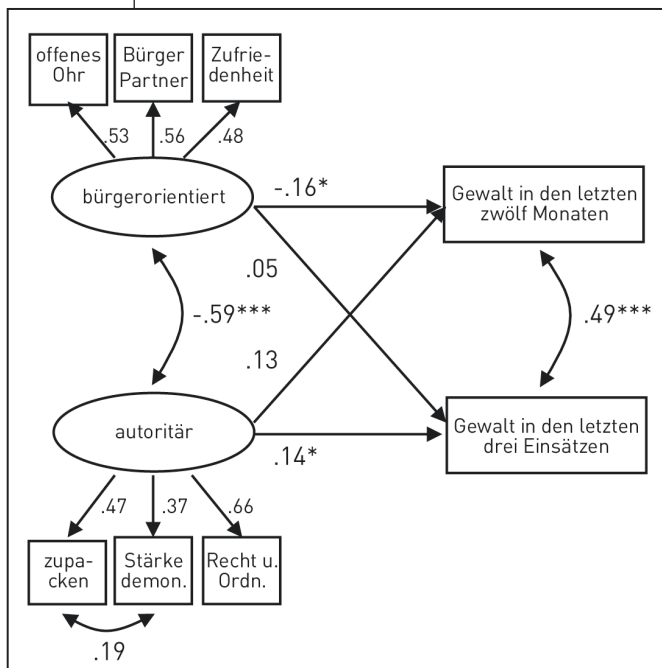 offenes
Ohr
Bürger
Partner
Zufrie-
denheit
.53
.56
.48
bürgerorientiert
-.16*
Gewalt in den letzten
zwölf Monaten
.05
-.59***
.49***
.13
autoritär
.14*
Gewalt in den letzten
drei Einsätzen
.47
.37
.66
zupa-
cken
Stärke
demon.
Recht u.
Ordn.
.19